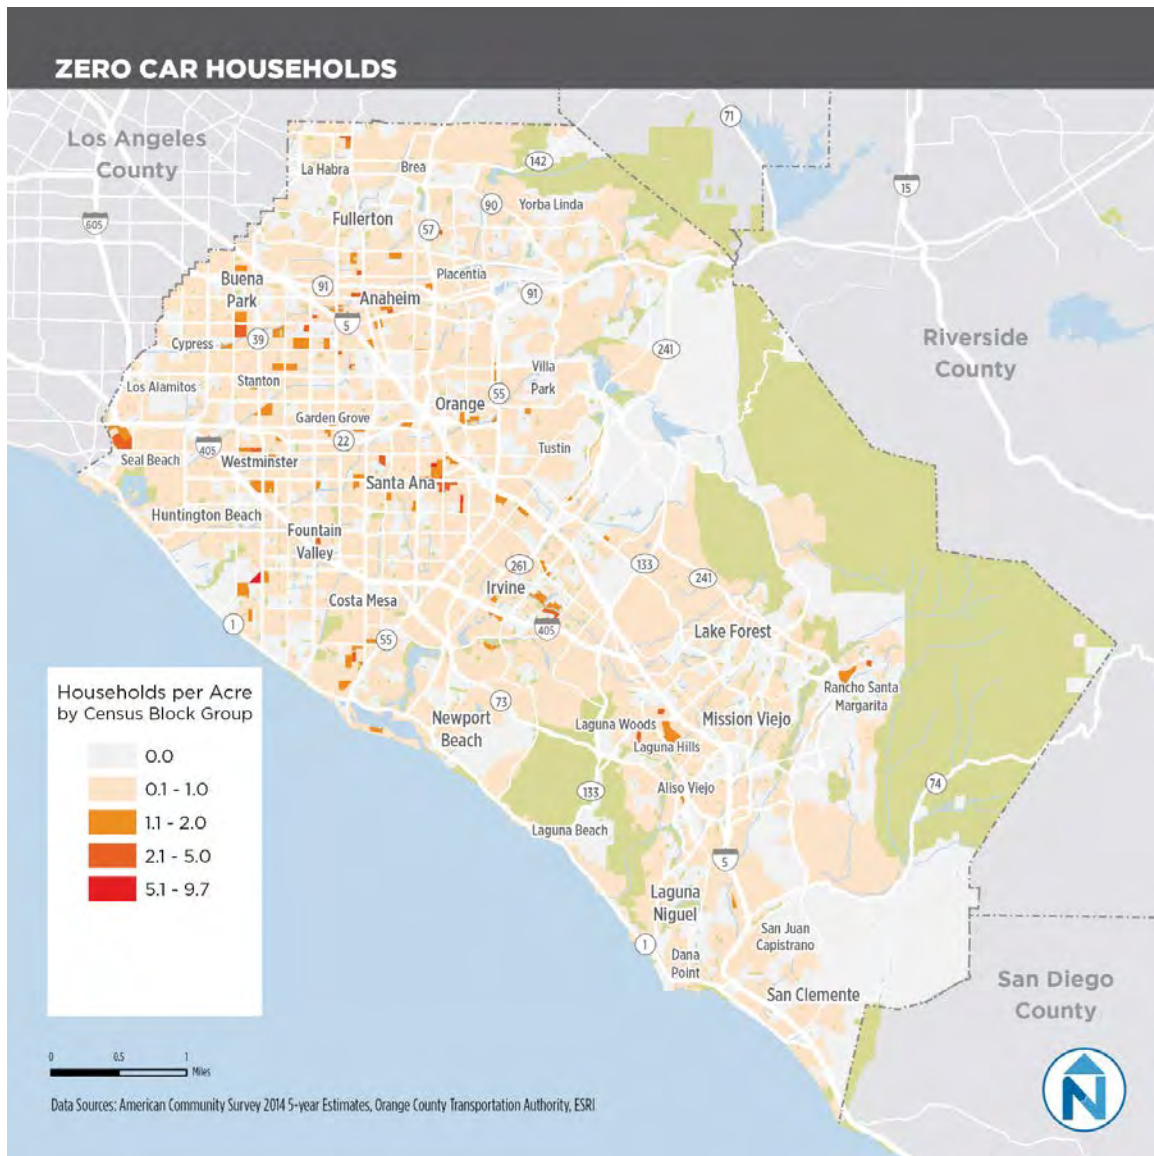 ZERO CAR HOUSEHOLDS
Los Angeles
County
71
15
605
La Habra
Brea
142
90
Yorba Linda
Fullerton
57
Placentia
Buena
Park
91
Anaheim
91
5
39
Cypress
241
Riverside
County
Villa
Park
Los Alamitos
Stanton
55
Orange
Garden Grove
22
405
Seal Beach
Westminster
Tustin
Santa Ana
Huntington Beach
Fountain
Valley
261
Irvine
133
241
Costa Mesa
1
55
405
Lake Forest
Rancho Santa
Margarita
73
Newport
Beach
Laguna Woods
Mission Viejo
Laguna Hills
133
Aliso Viejo
74
Laguna Beach
5
Laguna
Niguel
San Juan
Capistrano
1
Dana
Point
San Clemente
San Diego
County
Households per Acre
by Census Block Group
0.0
0.1 - 1.0
1.1 - 2.0
2.1 - 5.0
5.1 - 9.7
0 0.5 1
Miles
Data Sources: American Community Survey 2014 5-year Estimates, Orange County Transportation Authority, ESRI
N